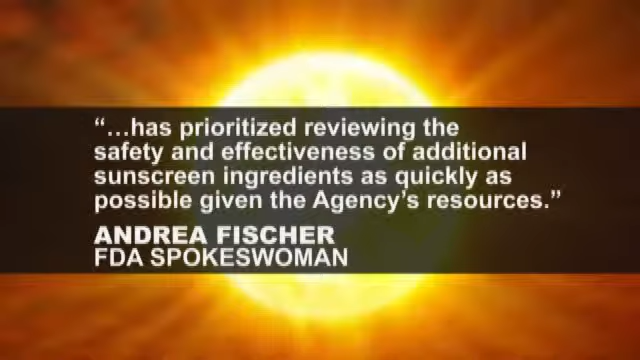 “…has prioritized reviewing the
safety and effectiveness of additional
sunscreen ingredients as quickly as
possible given the Agency’s resources.”
ANDREA FISCHER
FDA SPOKESWOMAN